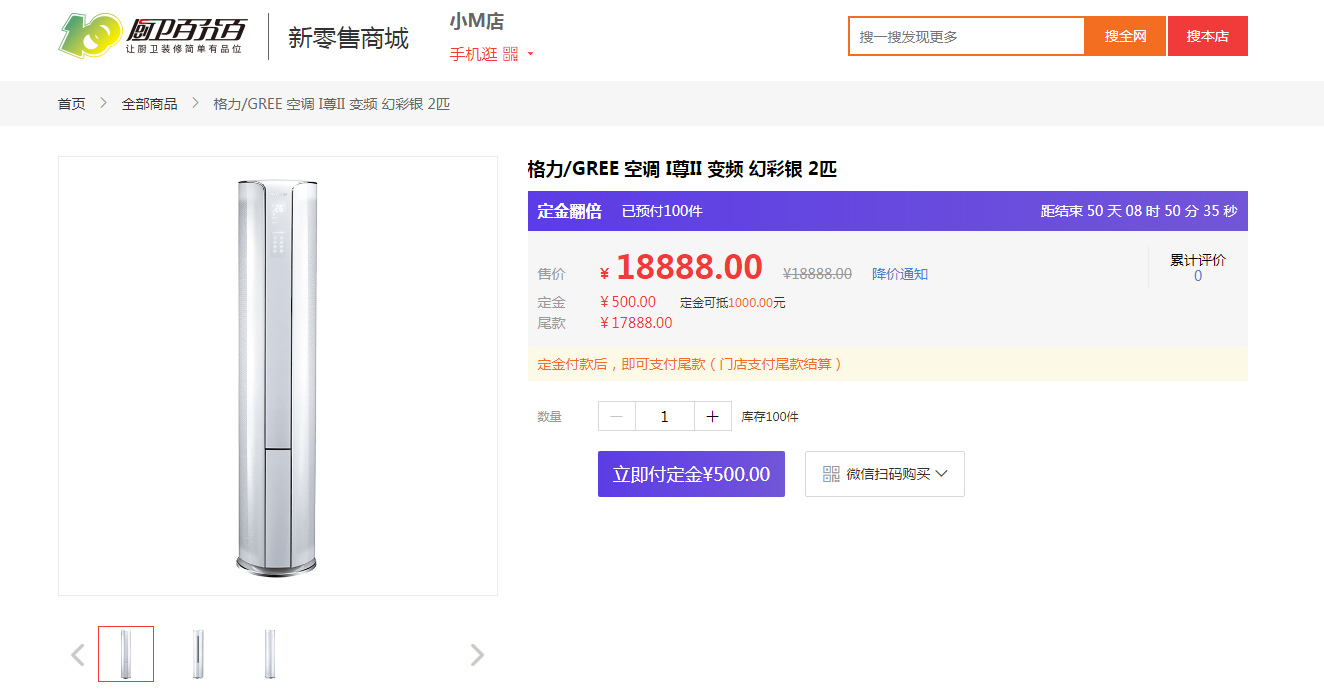 厨卫百分百
让厨卫装修简单有品位
新零售商城
小M店
手机逛
搜一搜发现更多
搜全网
搜本店
首页 > 全部商品 > 格力/GREE 空调 I尊II 变频 幻彩银 2匹
格力/GREE 空调 I尊II 变频 幻彩银 2匹
定金翻倍 已预付100件 距结束 50 天 08 时 50 分 35 秒
售价 ¥ 18888.00 ¥18888.00 降价通知
累计评价
0
定金 ¥ 500.00 定金可抵1000.00元
尾款 ¥ 17888.00
定金付款后，即可支付尾款（门店支付尾款结算）
数量 — 1 + 库存100件
立即付定金¥500.00
微信扫码购买